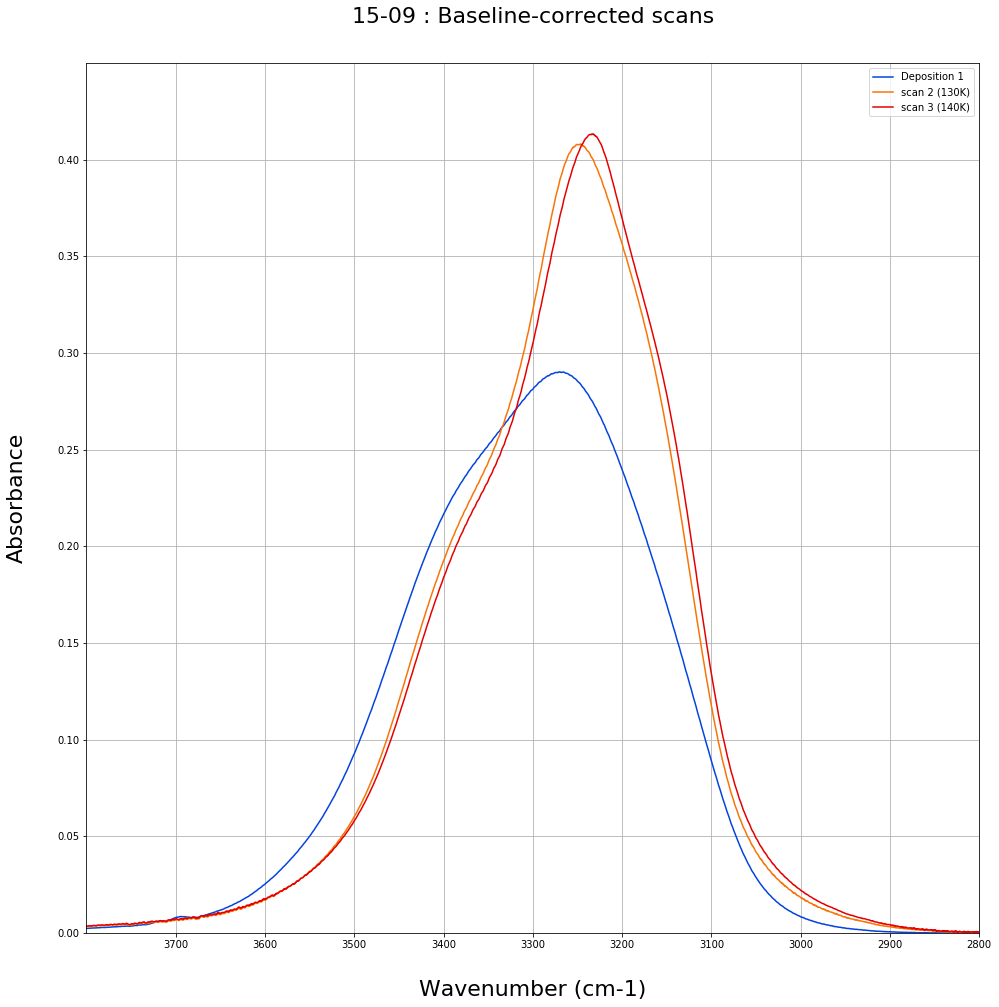 15-09 : Baseline-corrected scans
Deposition 1
scan 2 (130K)
scan 3 (140K)
0.40
0.35
0.30
0.25
0.20
0.15
0.10
0.05
0.00
Absorbance
3700 3600 3500 3400 3300 3200 3100 3000 2900 2800
Wavenumber (cm-1)